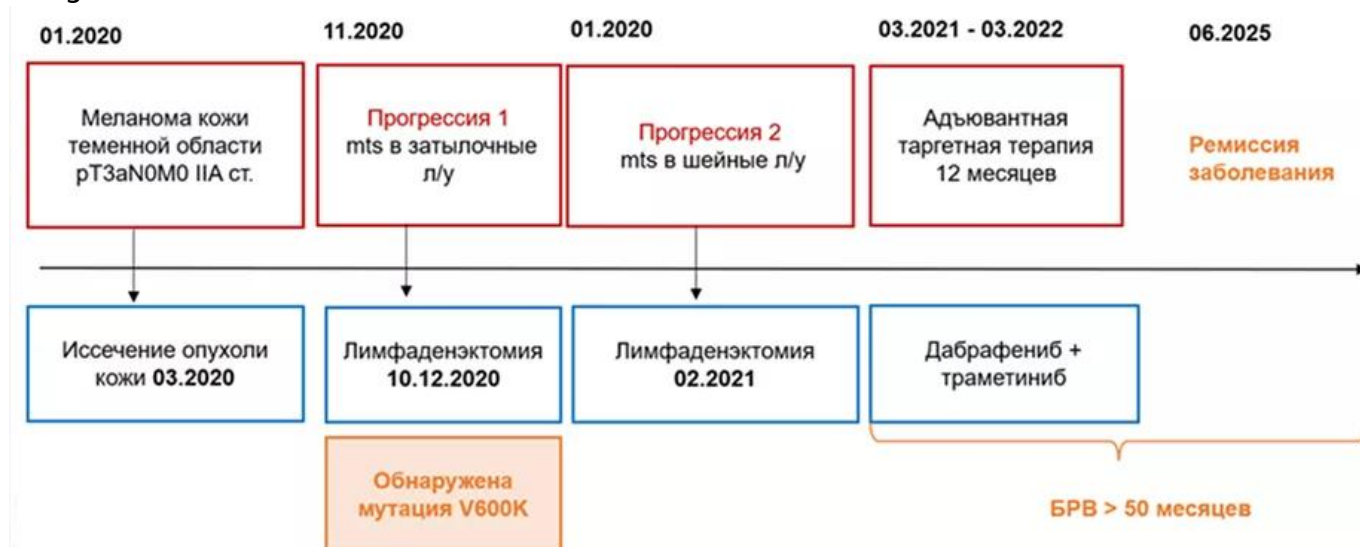 01.2020
11.2020
01.2020
03.2021 - 03.2022
06.2025
Меланома кожи
теменной области
pT3aN0M0 IIA ст.
Прогрессия 1
mts в затылочные
л/у
Прогрессия 2
mts в шейные л/у
Адъювантная
таргетная терапия
12 месяцев
Ремиссия
заболевания
Иссечение опухоли
кожи 03.2020
Лимфаденэктомия
10.12.2020
Лимфаденэктомия
02.2021
Дабрафениб +
траметиниб
Обнаружена
мутация V600K
БРВ > 50 месяцев